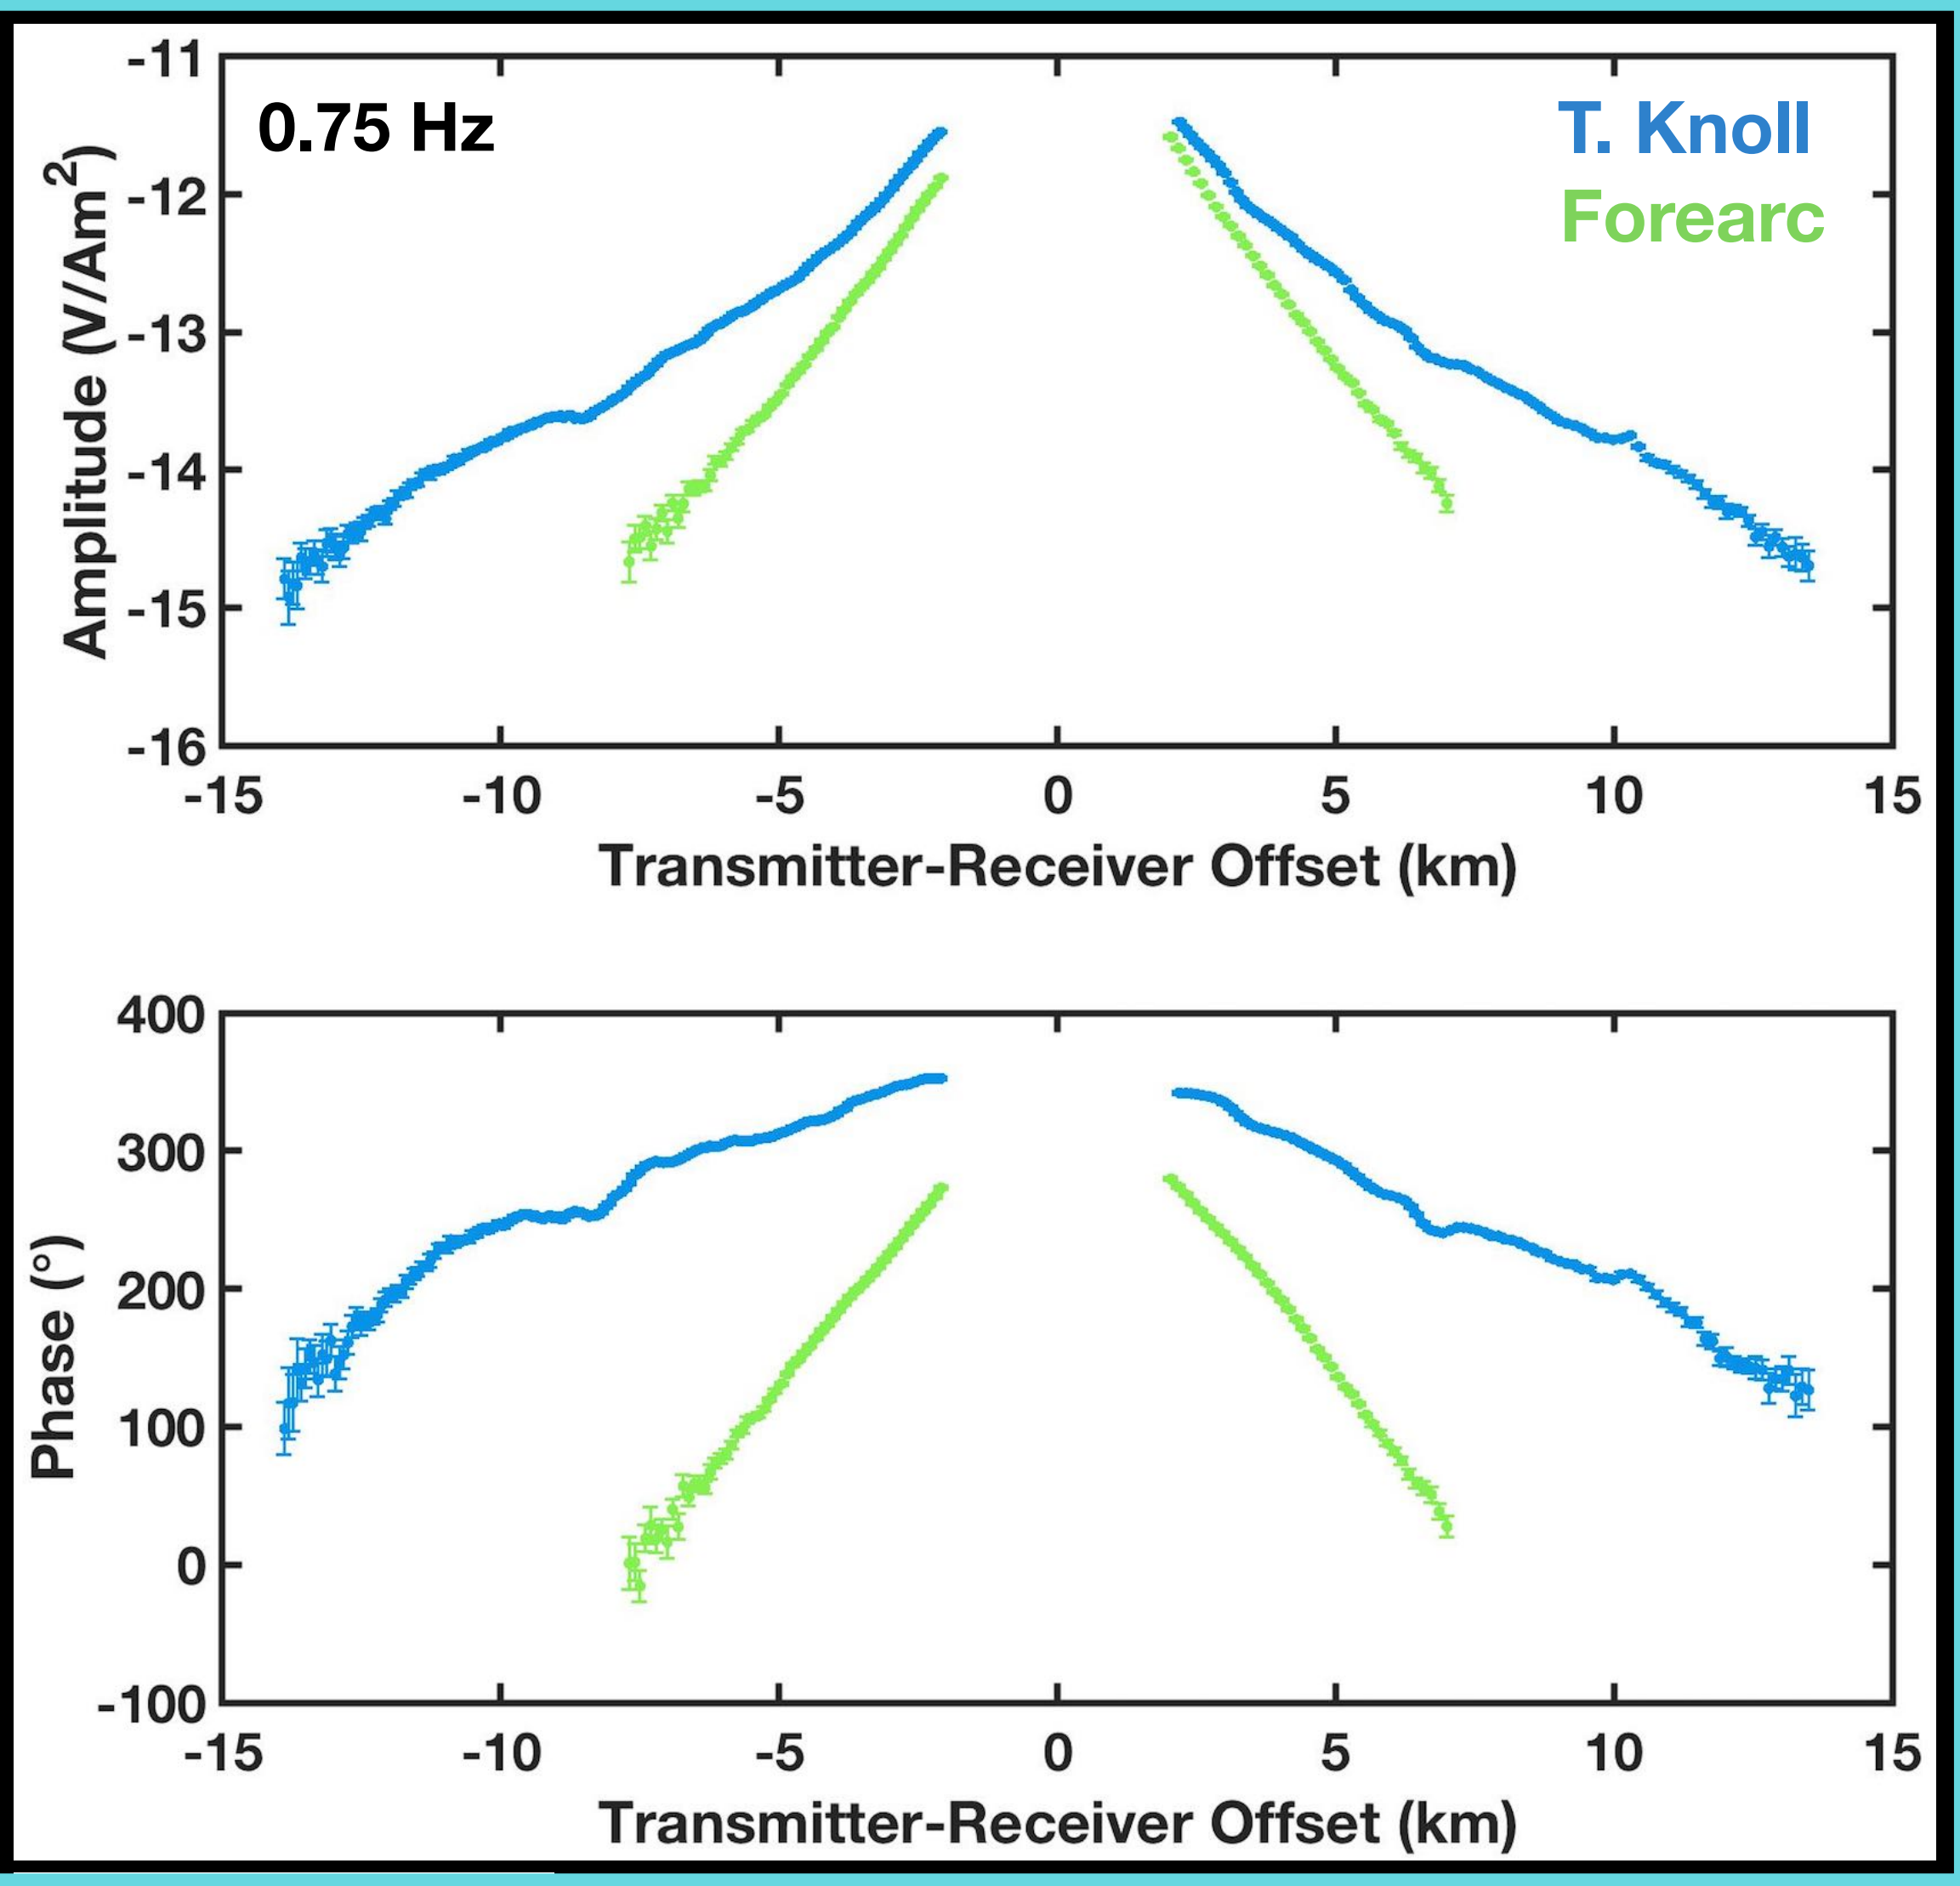 -11
-12
-13
-14
-15
-16
Amplitude (V/Am²)
0.75 Hz
T. Knoll
Forearc
-15 -10 -5 0 5 10 15
Transmitter-Receiver Offset (km)
400
300
200
100
0
-100
Phase (°)
-15 -10 -5 0 5 10 15
Transmitter-Receiver Offset (km)